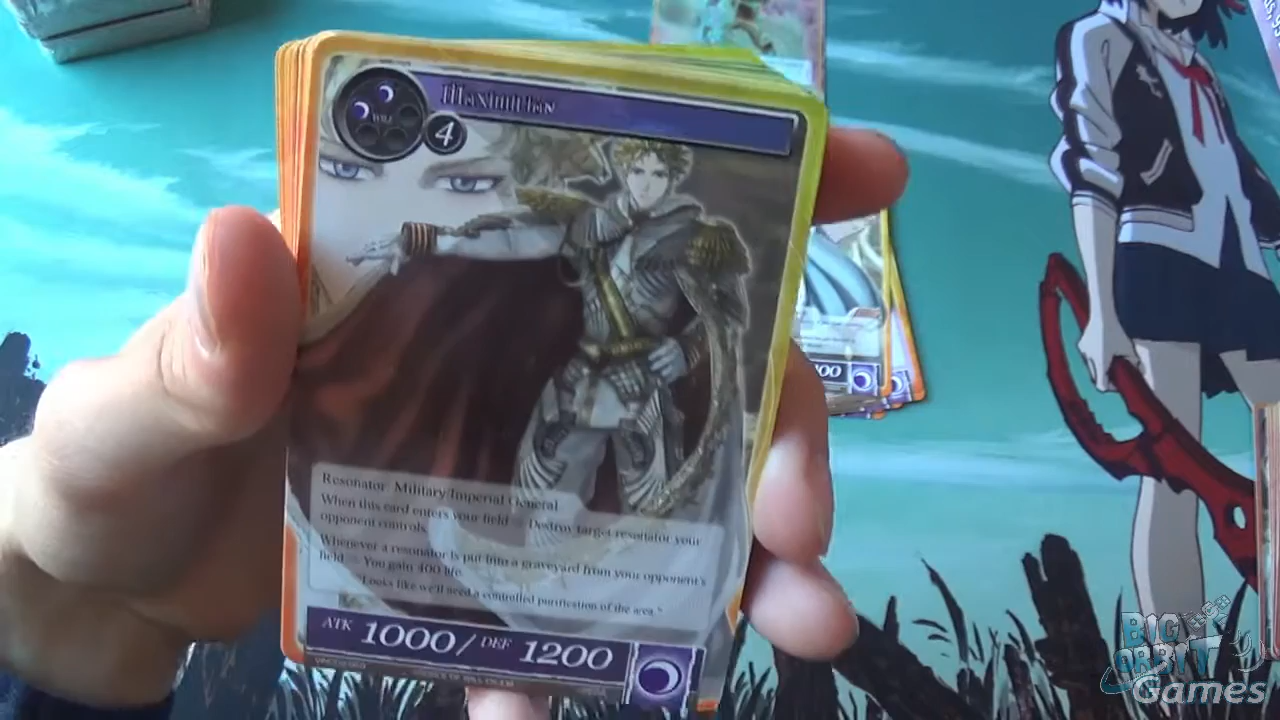 4
Resonator: Military/Imperial General
When this card enters your field — Destroy target resonator your
opponent controls.
Whenever a resonator is put into a graveyard from your opponent's
field — You gain 400 life.
"Looks like we'll need a controlled purification of the area."
ATK 1000/ DEF 1200
BIG
ORBIT
Games